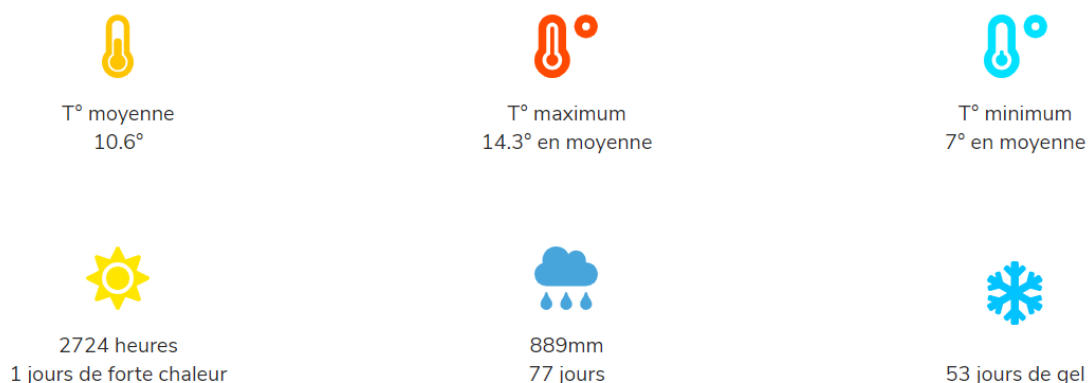 T° moyenne
10.6°
T° maximum
14.3° en moyenne
T° minimum
7° en moyenne
2724 heures
1 jours de forte chaleur
889mm
77 jours
53 jours de gel